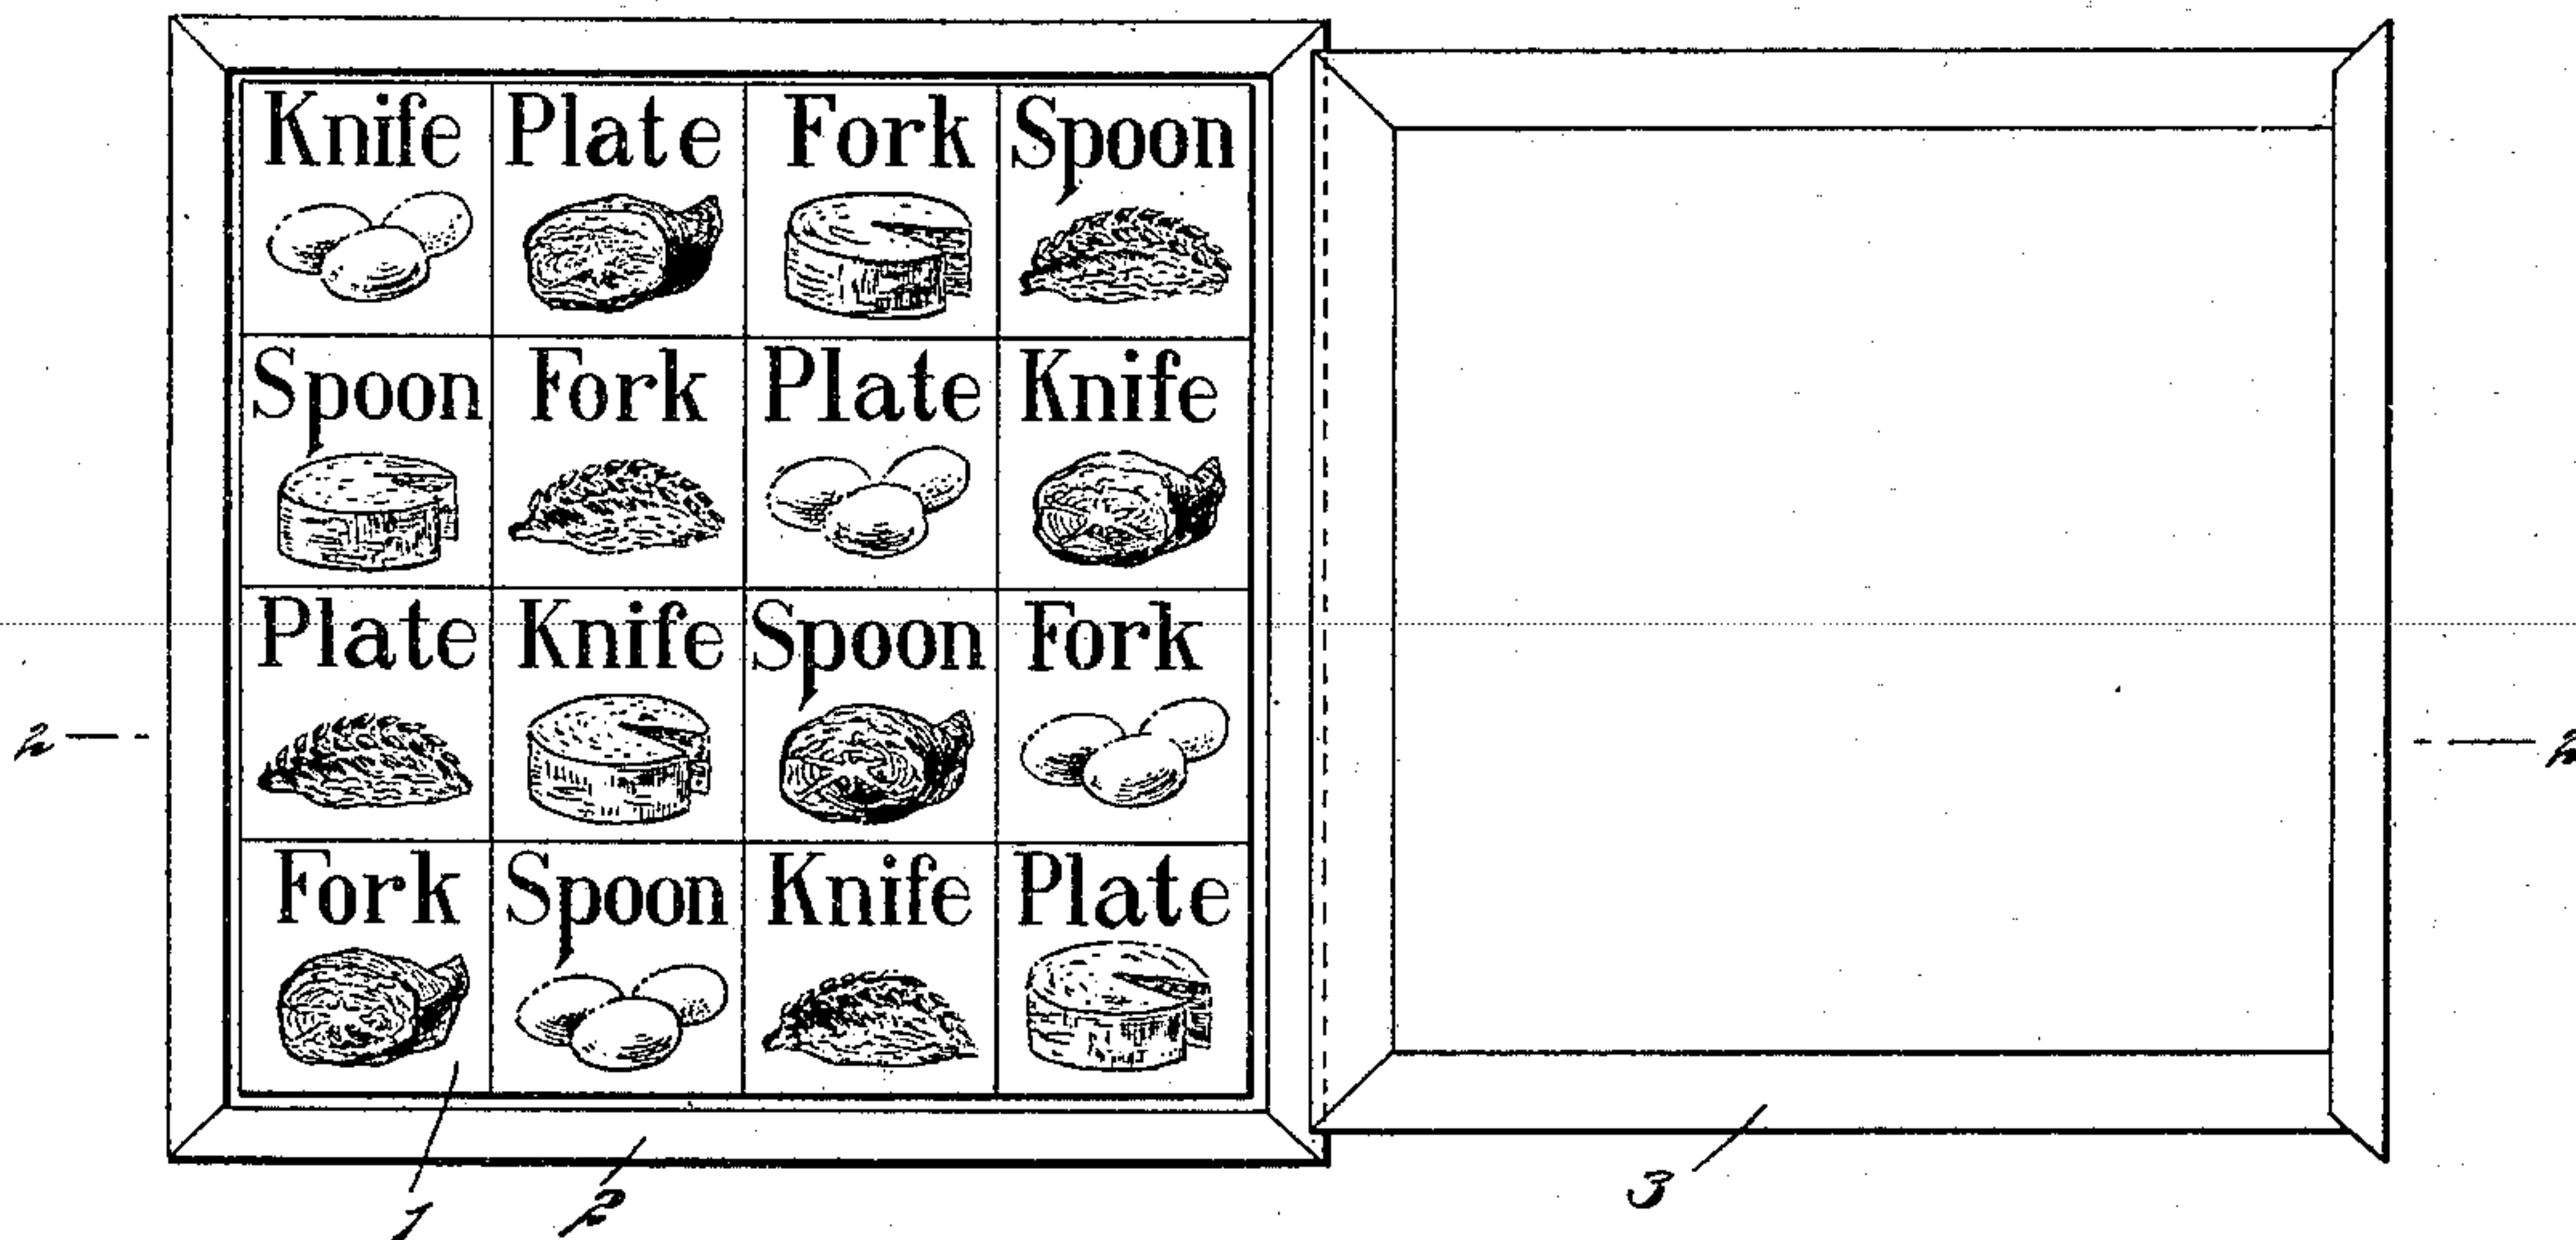 Knife Plate Fork Spoon
Spoon Fork Plate Knife
Plate Knife Spoon Fork
Fork Spoon Knife Plate
2 2
1 2 3